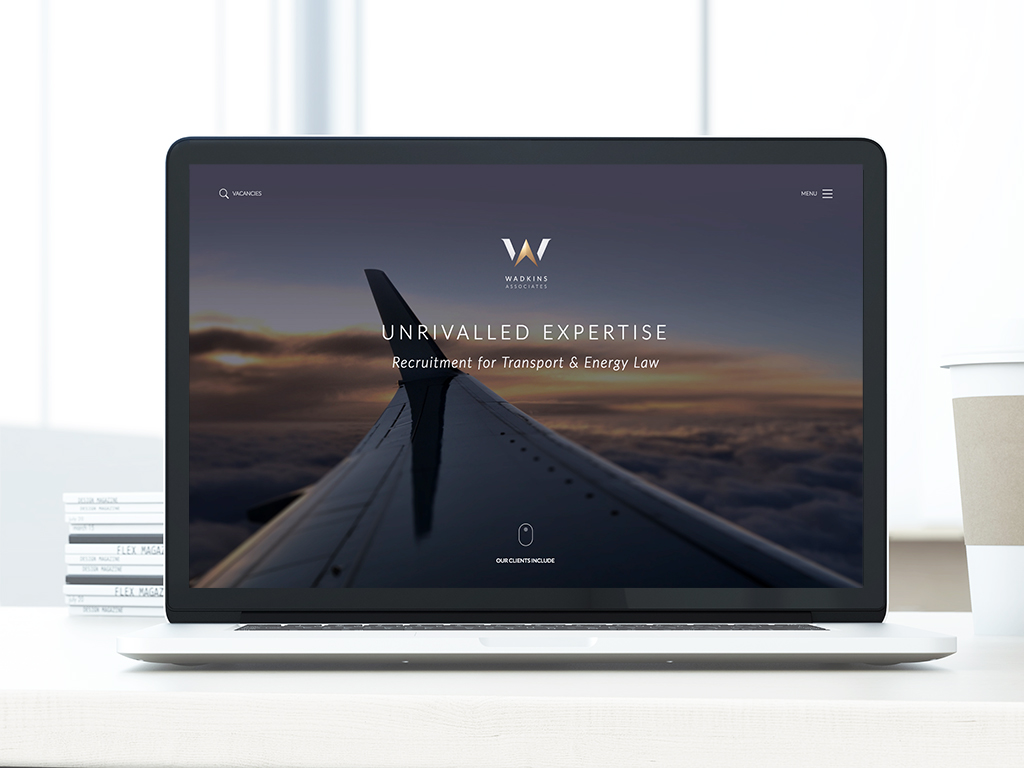 VACANCIES
MENU
WADKINS
ASSOCIATES
UNRIVALLED EXPERTISE
Recruitment for Transport & Energy Law
OUR CLIENTS INCLUDE
DESIGN MAGAZINE
DESIGN MAGAZINE
FLEX MAGAZ
DESIGN MAGAZINE
FLEX MAGAZ
DESIGN MAGAZINE